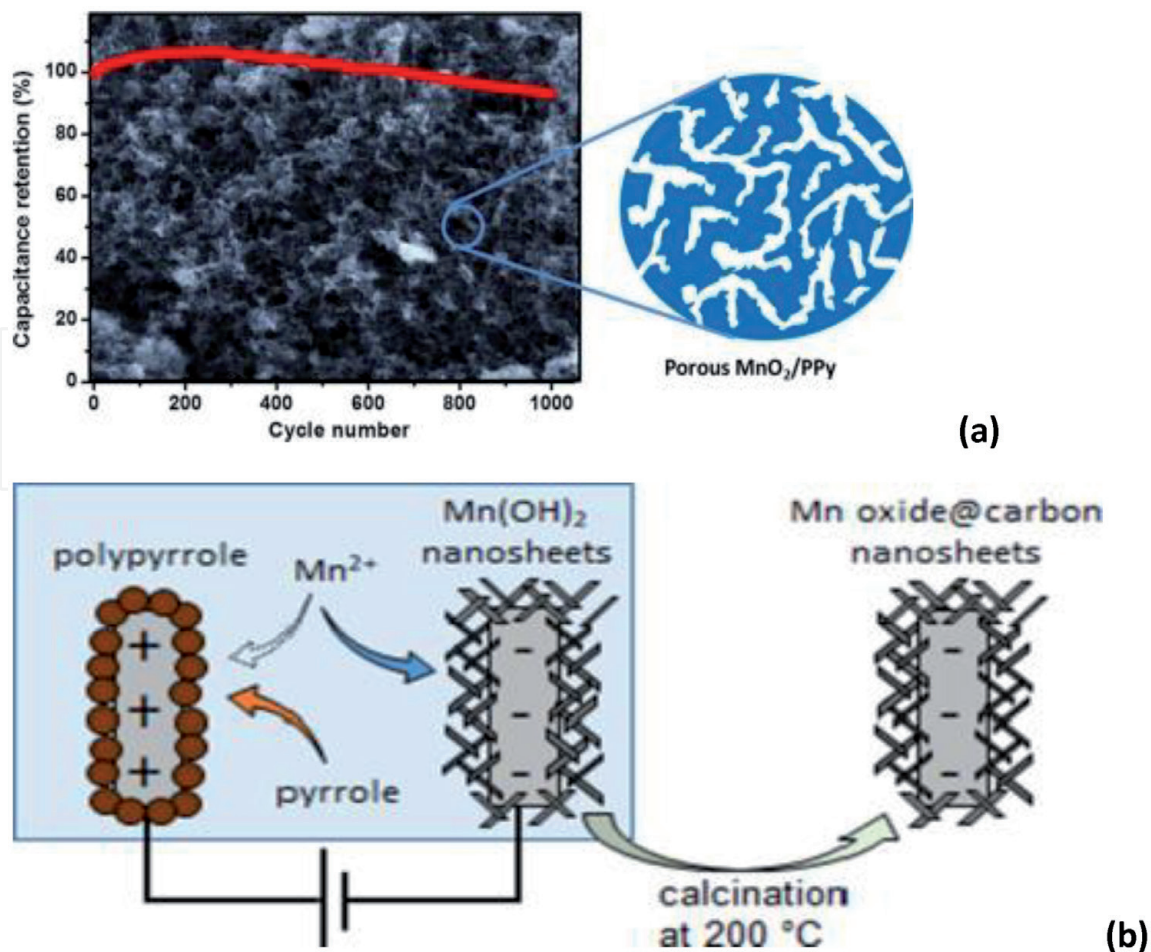 Capacitance retention (%)
100
80
60
40
20
0
0 200 400 600 800 1000
Cycle number
Porous MnO₂/PPy
(a)
polypyrrole
Mn²⁺
Mn(OH)₂
nanosheets
Mn oxide@carbon
nanosheets
+
+
+
-
-
-
-
-
-
pyrrole
calcination
at 200 °C
(b)